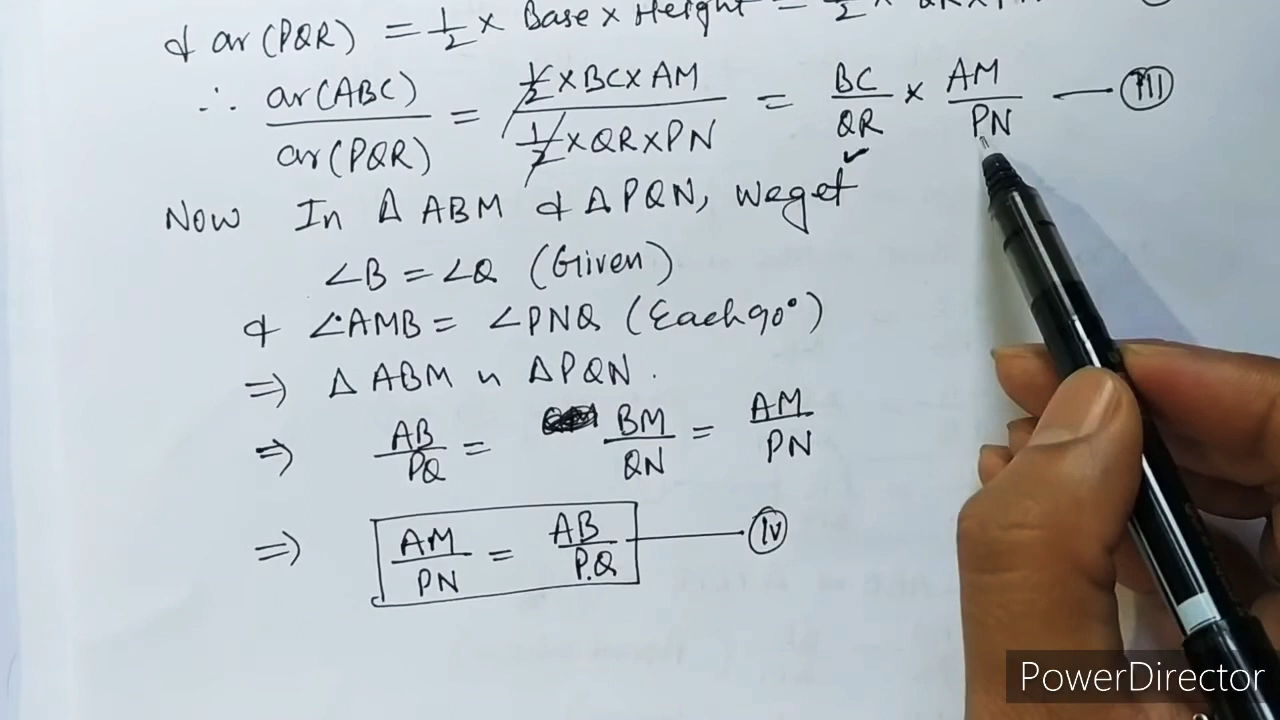 & ar(PQR) = 1/2 × Base × Height = 1/2 ×
∴ ar(ABC)/ar(PQR) = 1/2 × BC × AM / 1/2 × QR × PN = BC/QR × AM/PN — (III)
Now In Δ ABM & Δ PQN, we get
∠B = ∠Q (Given)
& ∠AMB = ∠PNQ (Each 90°)
⇒ Δ ABM ~ Δ PQN.
⇒ AB/PQ = BM/QN = AM/PN
⇒ AM/PN = AB/P.Q — (iv)
PowerDirector